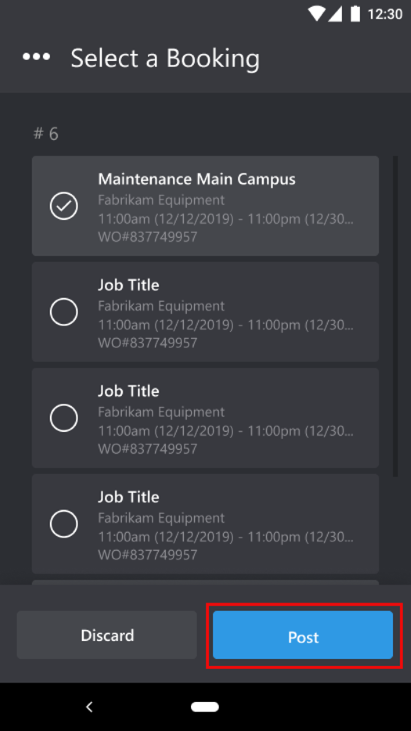 12:30
Select a Booking
# 6
Maintenance Main Campus
Fabrikam Equipment
11:00am (12/12/2019) - 11:00pm (12/30...
WO#837749957
Job Title
Fabrikam Equipment
11:00am (12/12/2019) - 11:00pm (12/30...
WO#837749957
Job Title
Fabrikam Equipment
11:00am (12/12/2019) - 11:00pm (12/30...
WO#837749957
Job Title
Fabrikam Equipment
11:00am (12/12/2019) - 11:00pm (12/30...
WO#837749957
Discard
Post